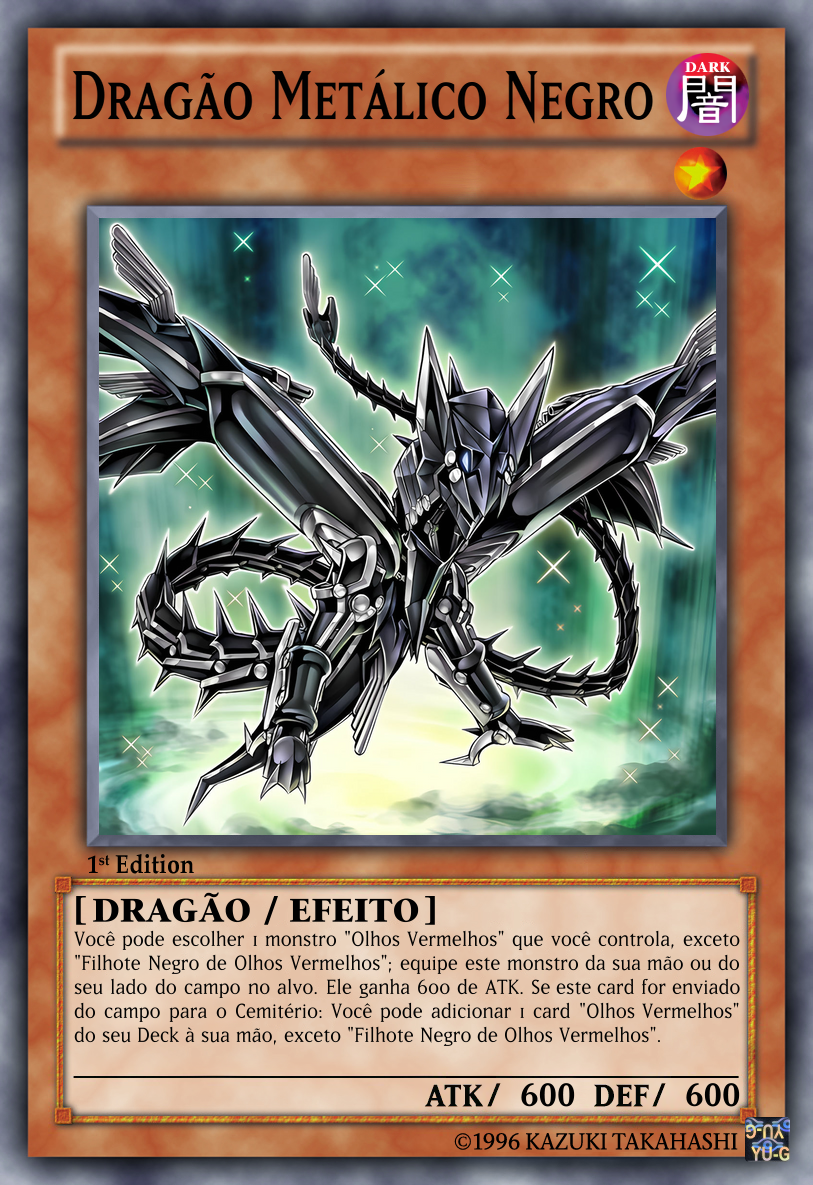 Dragão Metálico Negro
DARK
闇
1st Edition
[ DRAGÃO / EFEITO ]
Você pode escolher 1 monstro "Olhos Vermelhos" que você controla, exceto
"Filhote Negro de Olhos Vermelhos"; equipe este monstro da sua mão ou do
seu lado do campo no alvo. Ele ganha 600 de ATK. Se este card for enviado
do campo para o Cemitério: Você pode adicionar 1 card "Olhos Vermelhos"
do seu Deck à sua mão, exceto "Filhote Negro de Olhos Vermelhos".
ATK/ 600 DEF/ 600
©1996 KAZUKI TAKAHASHI
YU-G
YU-G